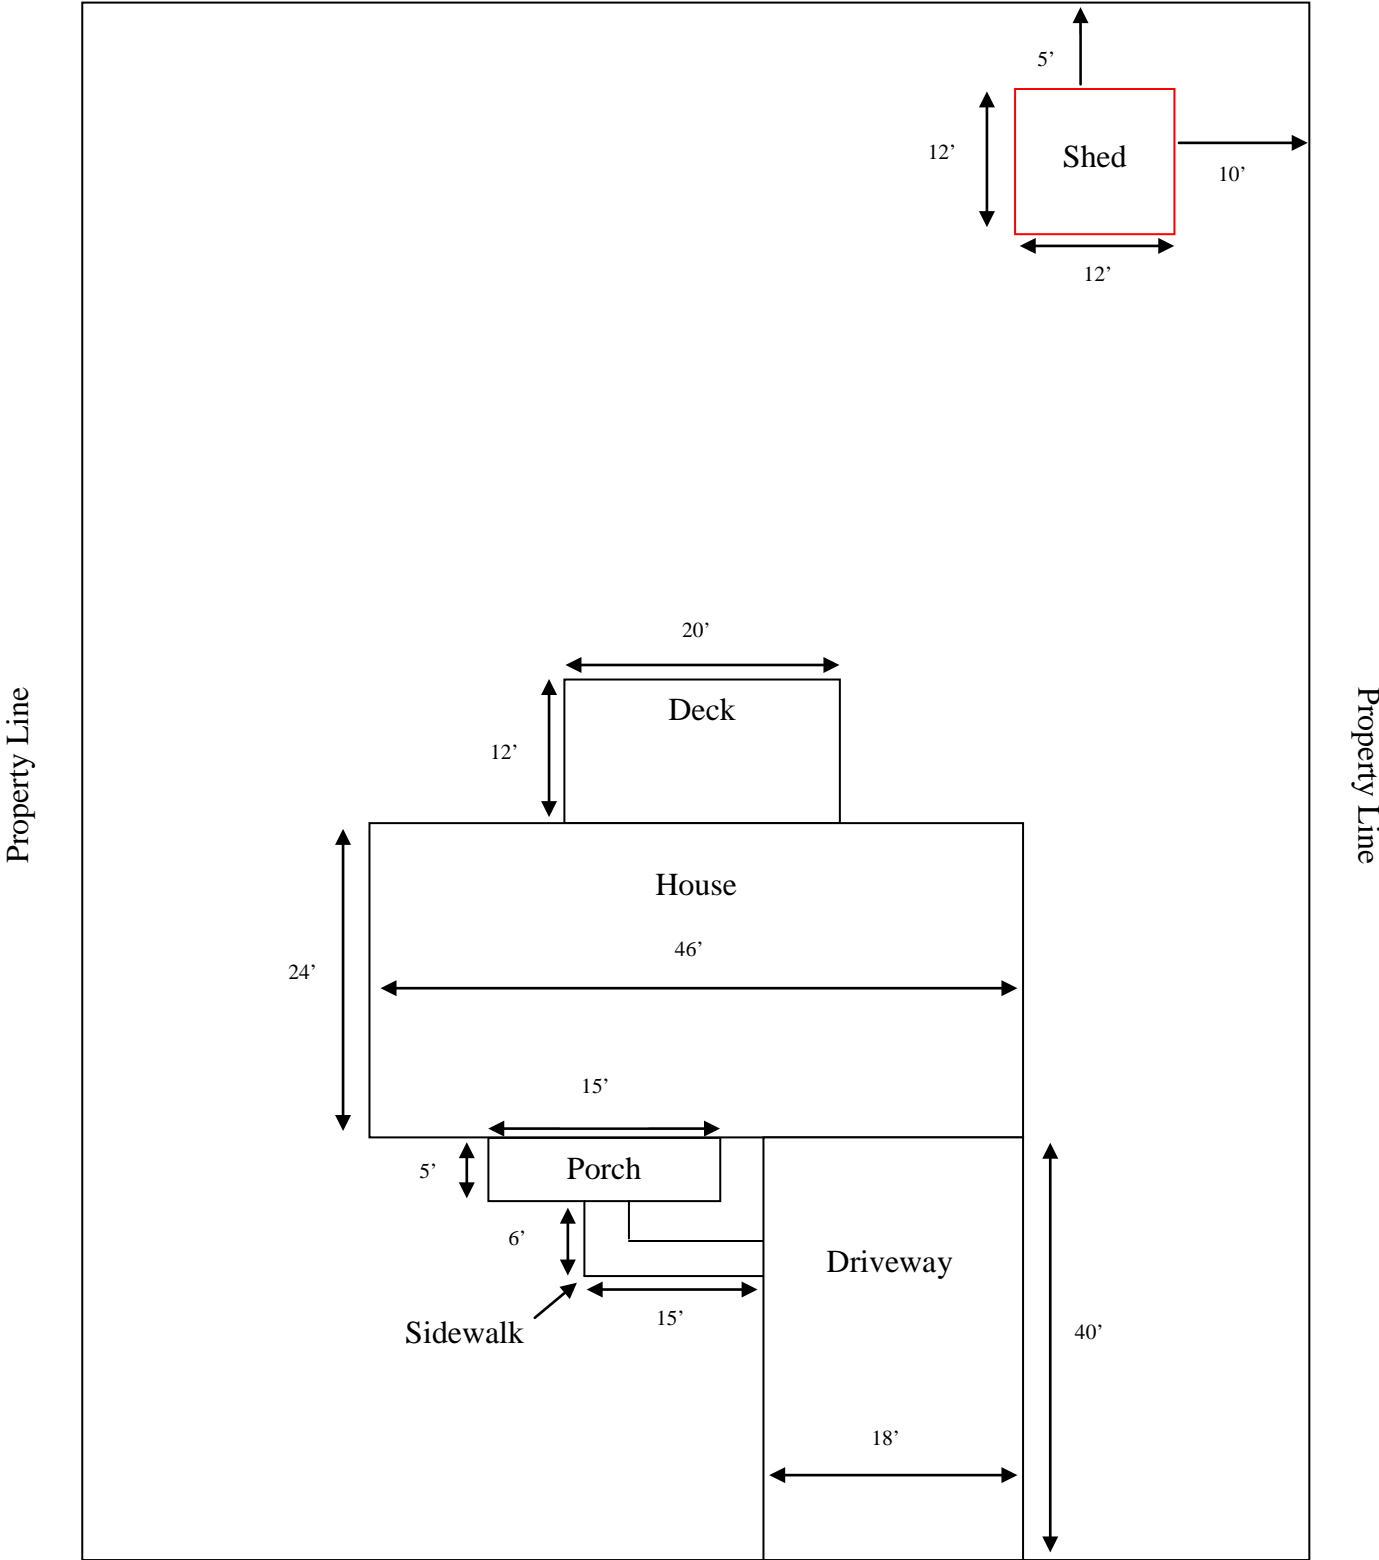 5’
12’
Shed
10’
12’
20’
Deck
12’
Property Line
Property Line
House
46’
24’
15’
5’
Porch
6’
Driveway
15’
Sidewalk
40’
18’